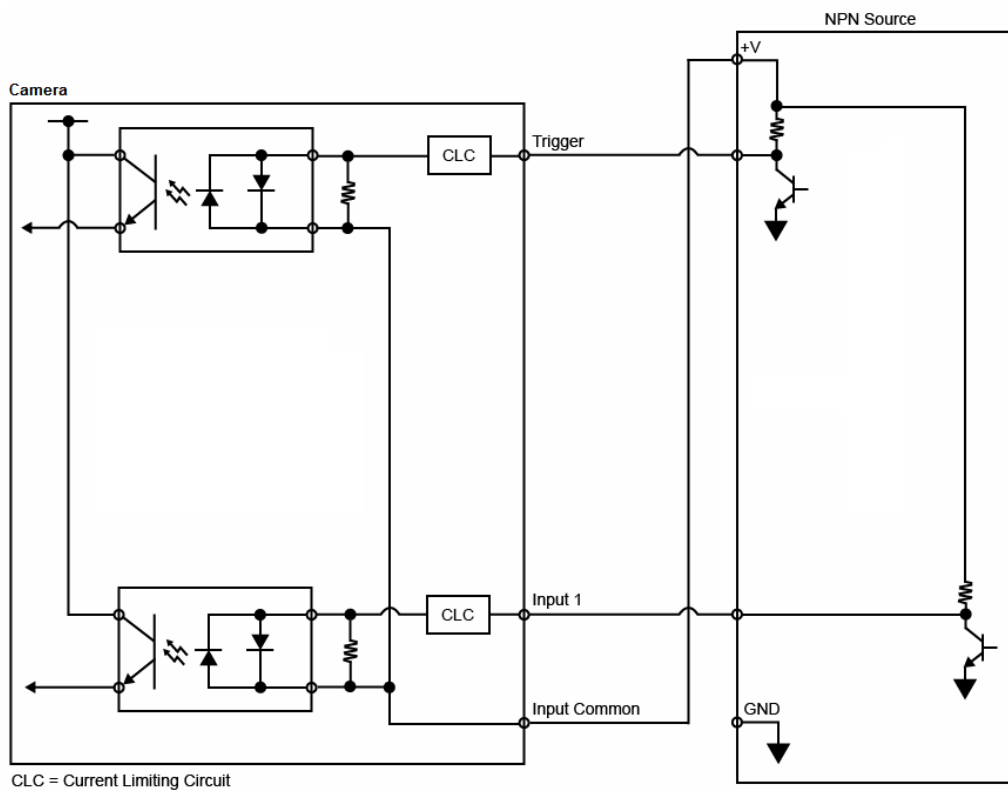 NPN Source
+V
Camera
CLC
Trigger
CLC
Input 1
Input Common
GND
CLC = Current Limiting Circuit